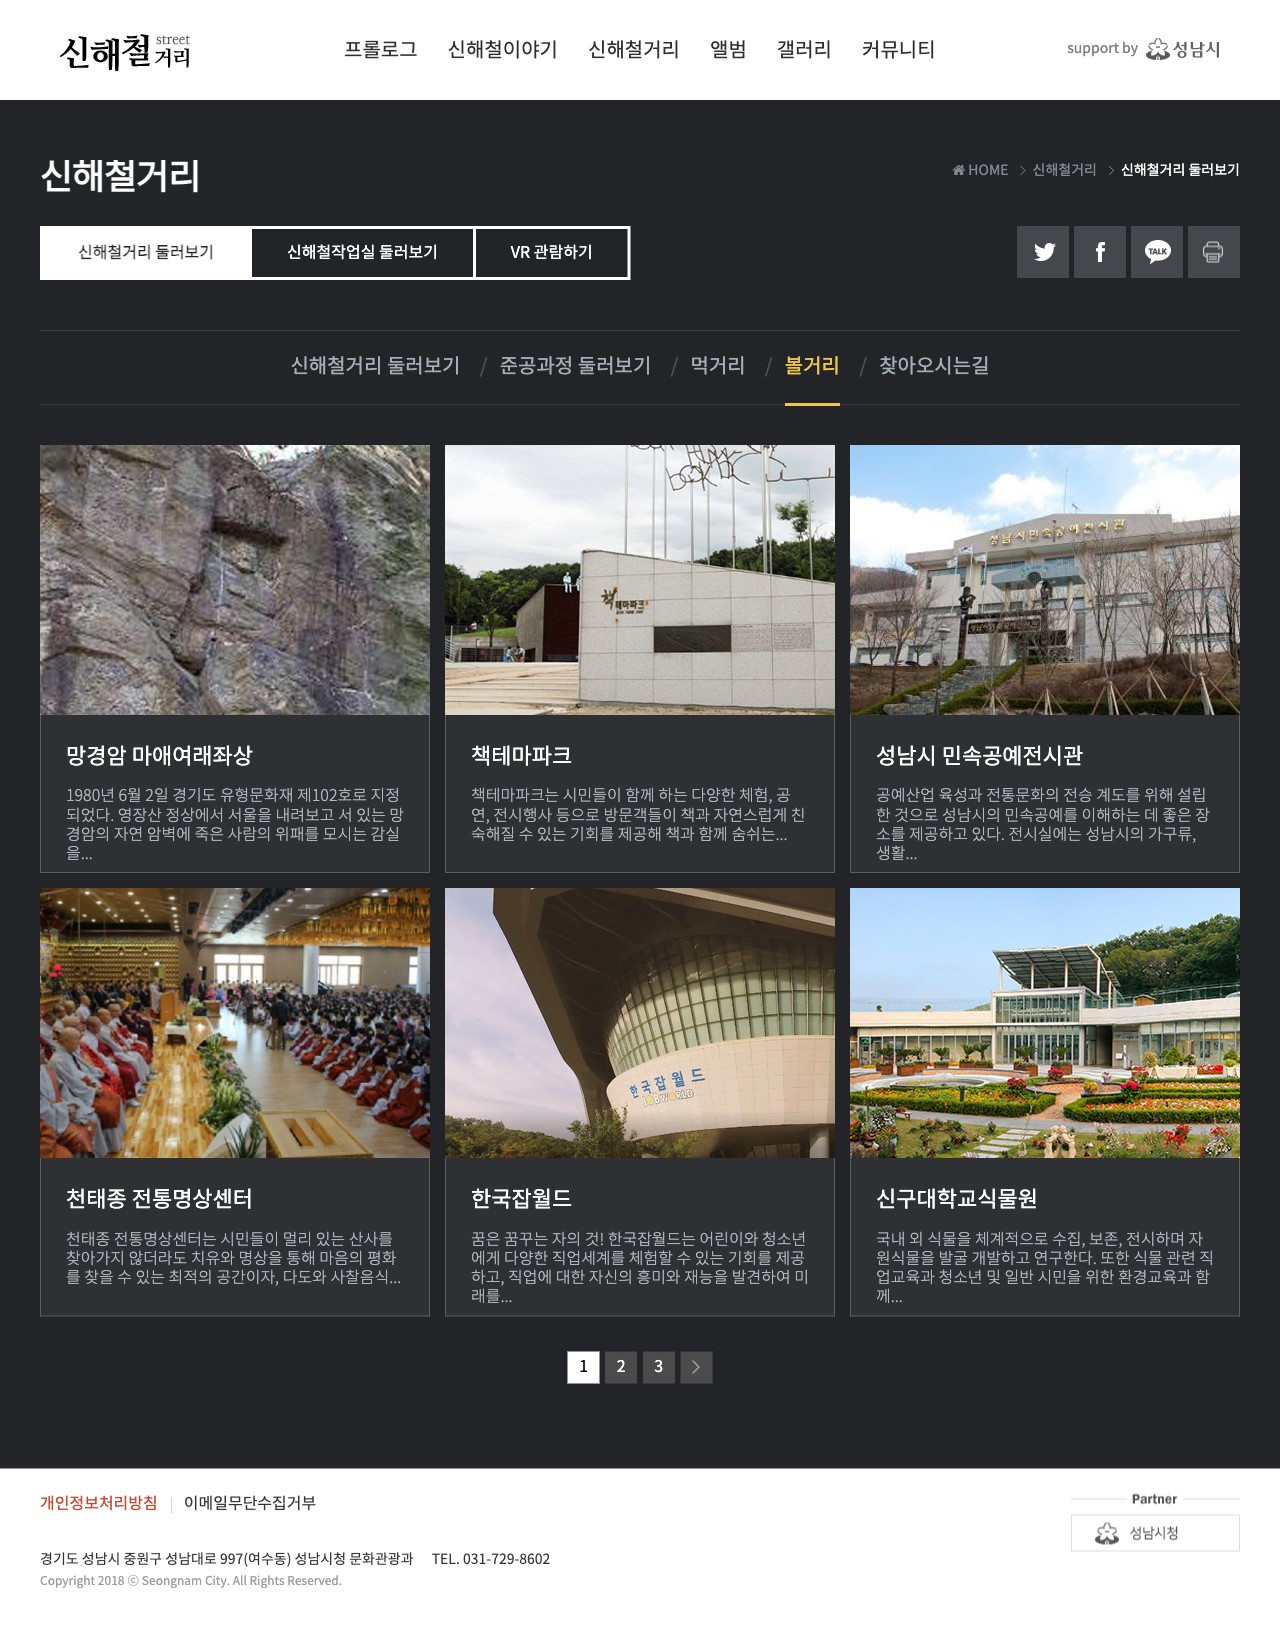 신해철 street 거리
프롤로그 신해철이야기 신해철거리 앨범 갤러리 커뮤니티
support by 성남시
신해철거리
HOME > 신해철거리 > 신해철거리 둘러보기
신해철거리 둘러보기 신해철작업실 둘러보기 VR 관람하기
TALK
신해철거리 둘러보기 / 준공과정 둘러보기 / 먹거리 / 볼거리 / 찾아오시는길
책테마파크
성남시민속공예전시관
망경암 마애여래좌상
1980년 6월 2일 경기도 유형문화재 제102호로 지정
되었다. 영장산 정상에서 서울을 내려보고 서 있는 망
경암의 자연 암벽에 죽은 사람의 위패를 모시는 감실
을...
책테마파크
책테마파크는 시민들이 함께 하는 다양한 체험, 공
연, 전시행사 등으로 방문객들이 책과 자연스럽게 친
숙해질 수 있는 기회를 제공해 책과 함께 숨쉬는...
성남시 민속공예전시관
공예산업 육성과 전통문화의 전승 계도를 위해 설립
한 것으로 성남시의 민속공예를 이해하는 데 좋은 장
소를 제공하고 있다. 전시실에는 성남시의 가구류,
생활...
한국잡월드
JOB WORLD
천태종 전통명상센터
천태종 전통명상센터는 시민들이 멀리 있는 산사를
찾아가지 않더라도 치유와 명상을 통해 마음의 평화
를 찾을 수 있는 최적의 공간이자, 다도와 사찰음식...
한국잡월드
꿈은 꿈꾸는 자의 것! 한국잡월드는 어린이와 청소년
에게 다양한 직업세계를 체험할 수 있는 기회를 제공
하고, 직업에 대한 자신의 흥미와 재능을 발견하여 미
래를...
신구대학교식물원
국내 외 식물을 체계적으로 수집, 보존, 전시하며 자
원식물을 발굴 개발하고 연구한다. 또한 식물 관련 직
업교육과 청소년 및 일반 시민을 위한 환경교육과 함
께...
1 2 3 >
개인정보처리방침 이메일무단수집거부
Partner
성남시청
경기도 성남시 중원구 성남대로 997(여수동) 성남시청 문화관광과 TEL. 031-729-8602
Copyright 2018 ⓒ Seongnam City. All Rights Reserved.